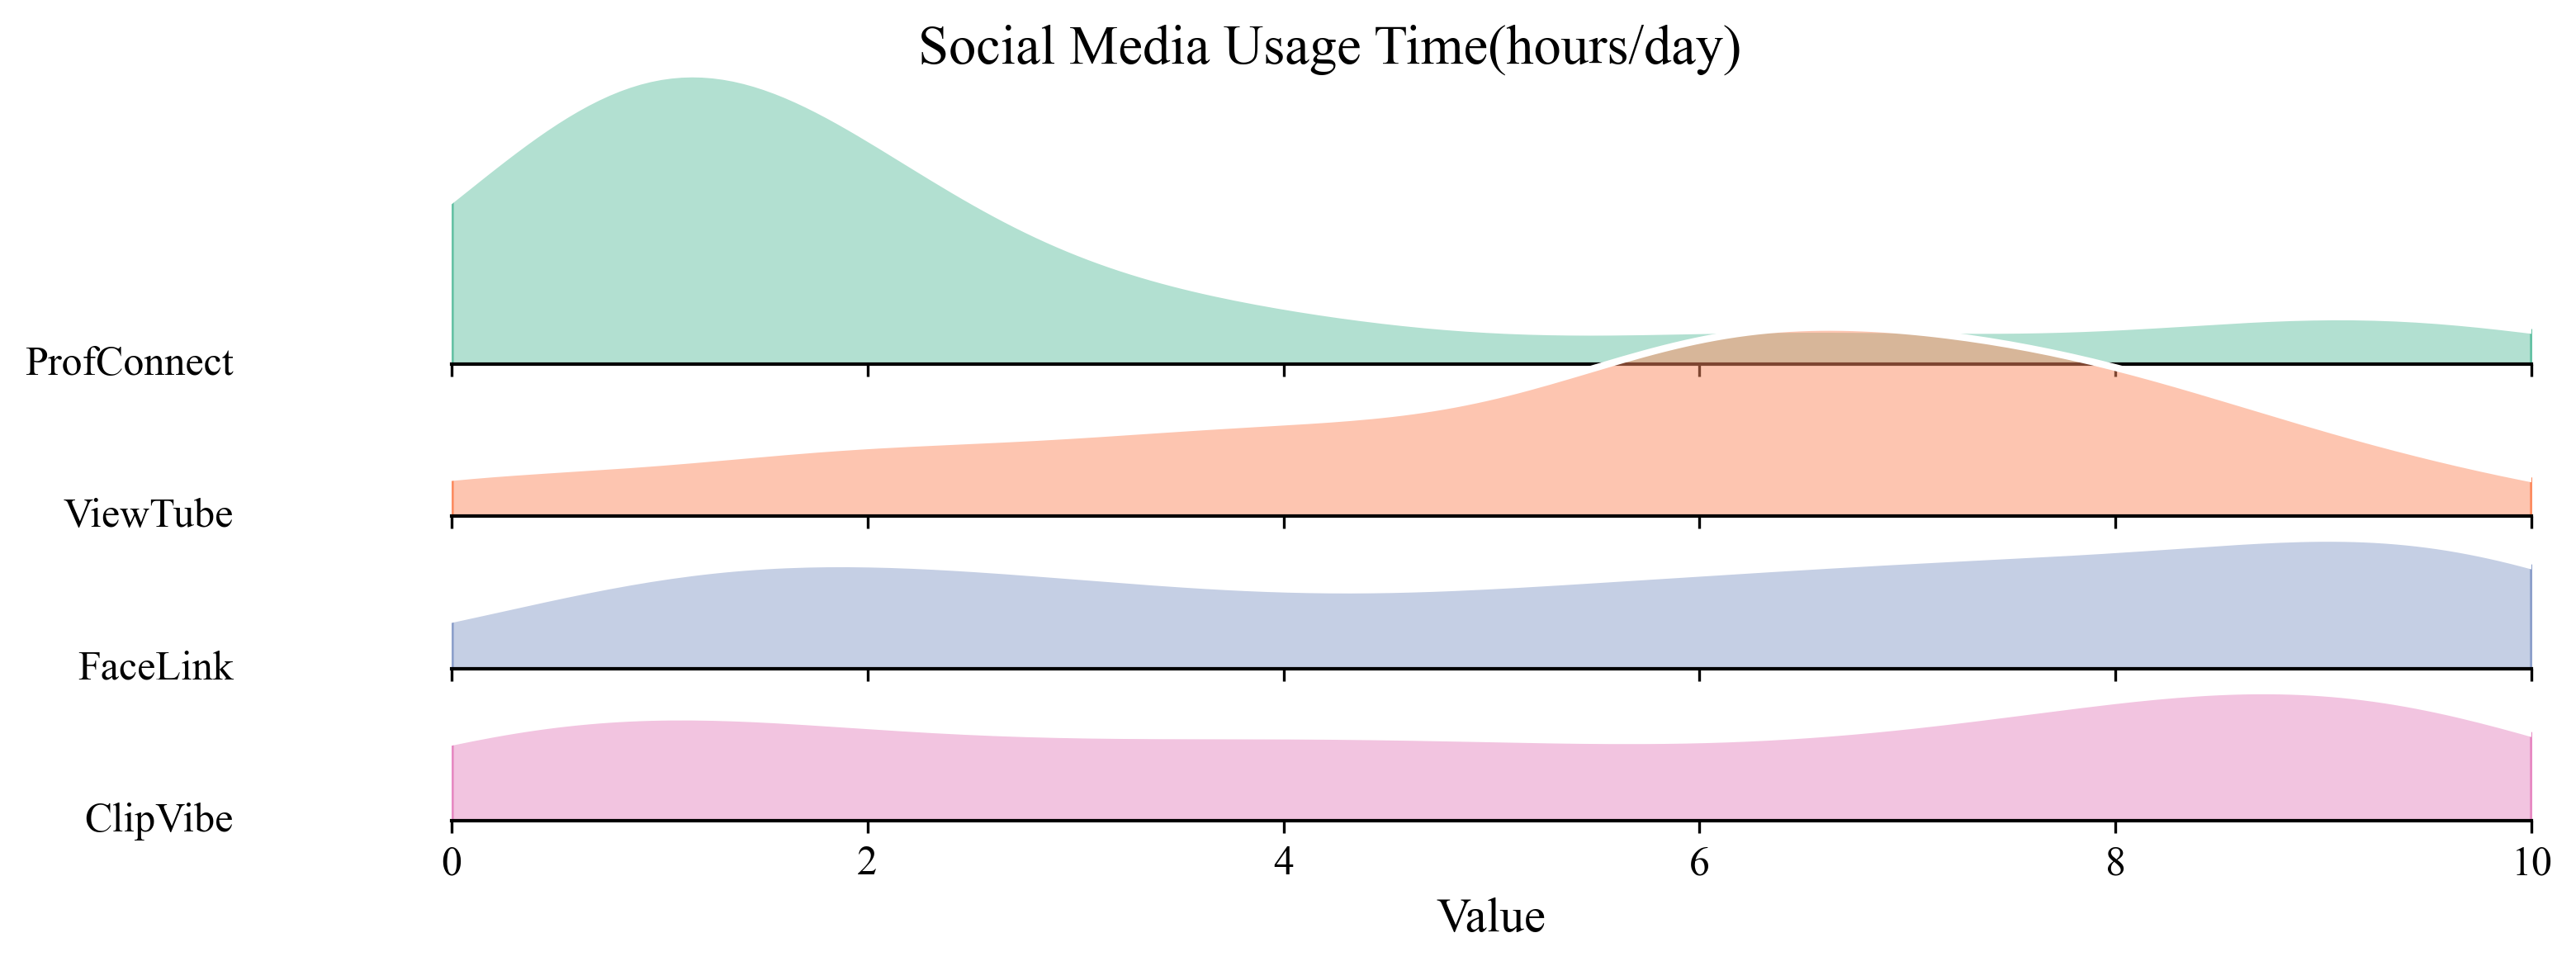 Social Media Usage Time(hours/day)
ProfConnect
ViewTube
FaceLink
ClipVibe
0 2 4 6 8 10
Value